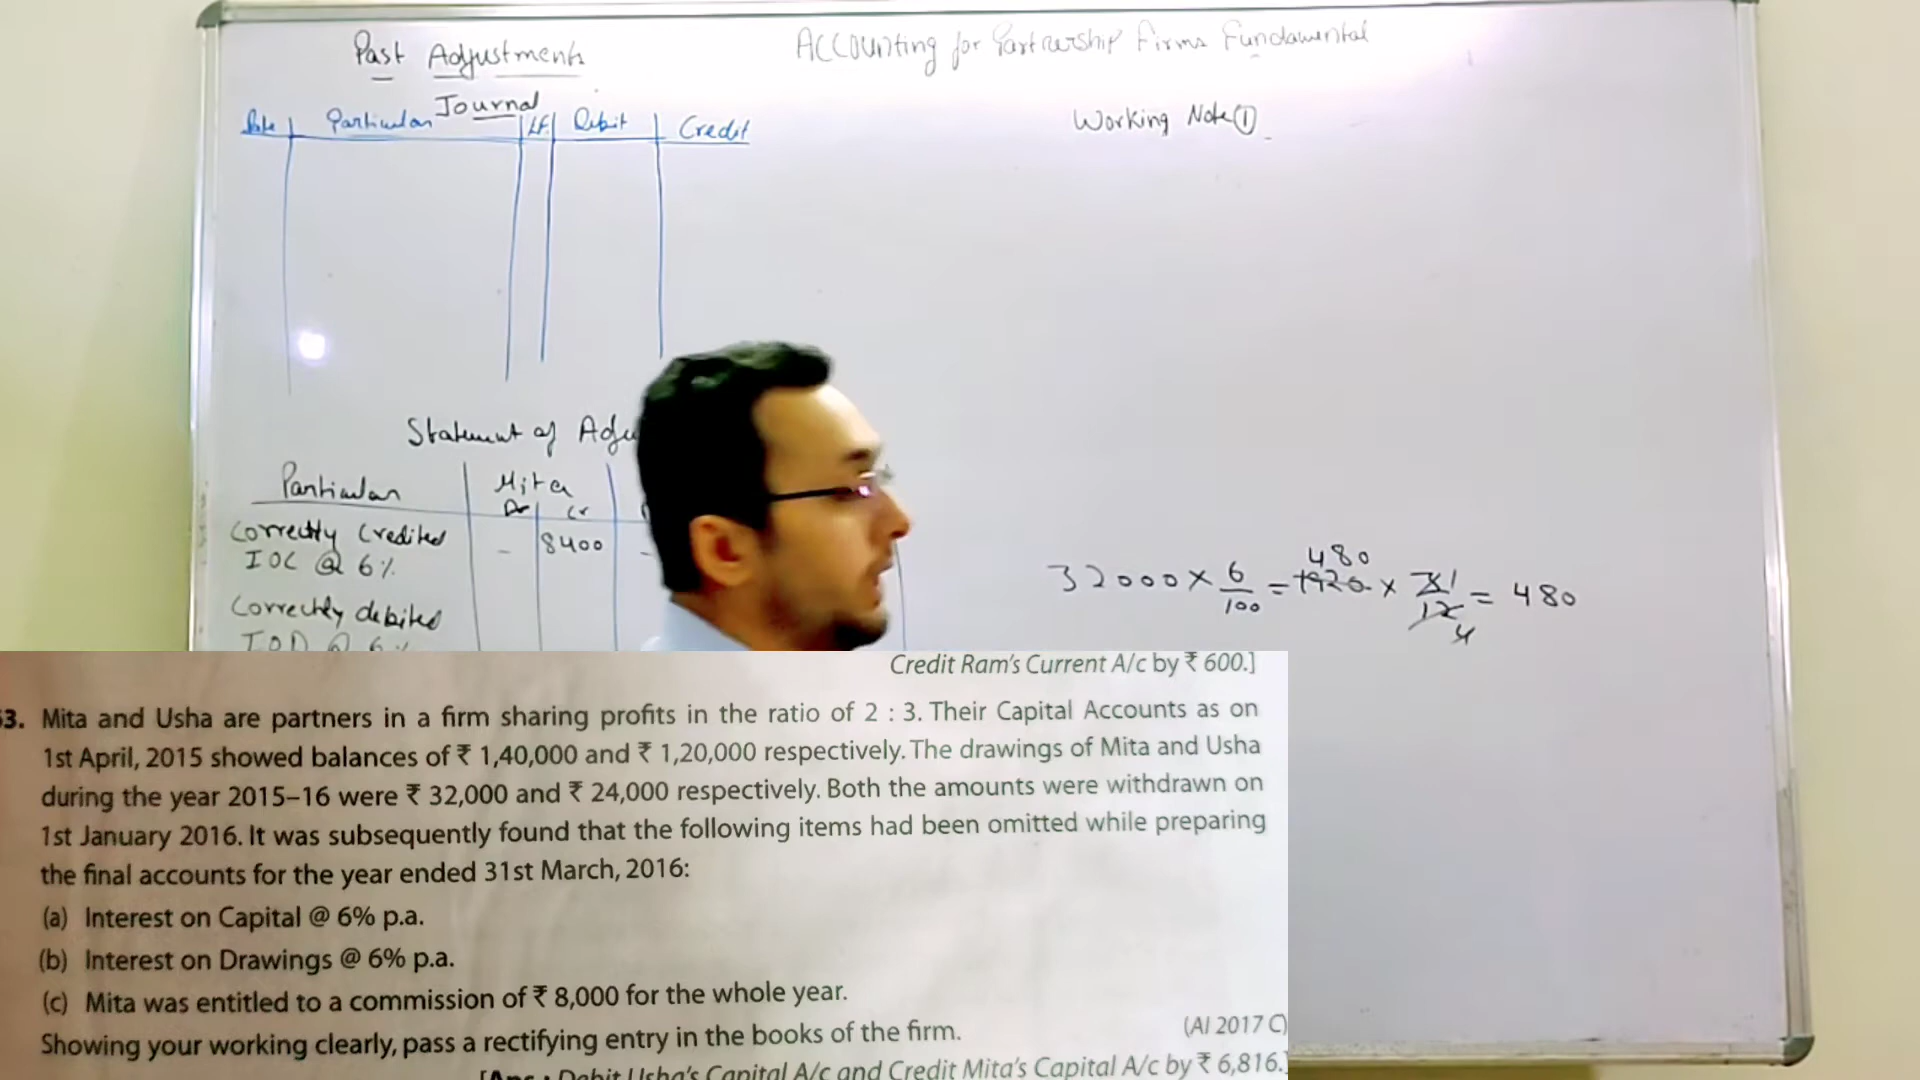 Past Adjustments
Accounting for Partnership Firms Fundamental
Journal
Date Particular LF. Debit Credit
Working Note ①
Statement of Adju
Particular Mita
Dr Cr
Correctly Credited - 8400 -
IOC @ 6%
Correctly debited
IOD @ 6%
480
32000 × 6/100 = 1920 × 31/12 = 480
4
Credit Ram's Current A/c by ₹ 600.]
3. Mita and Usha are partners in a firm sharing profits in the ratio of 2 : 3. Their Capital Accounts as on
1st April, 2015 showed balances of ₹ 1,40,000 and ₹ 1,20,000 respectively. The drawings of Mita and Usha
during the year 2015–16 were ₹ 32,000 and ₹ 24,000 respectively. Both the amounts were withdrawn on
1st January 2016. It was subsequently found that the following items had been omitted while preparing
the final accounts for the year ended 31st March, 2016:
(a) Interest on Capital @ 6% p.a.
(b) Interest on Drawings @ 6% p.a.
(c) Mita was entitled to a commission of ₹ 8,000 for the whole year.
Showing your working clearly, pass a rectifying entry in the books of the firm. (AI 2017 C)
[Ans.: Debit Usha's Capital A/c and Credit Mita's Capital A/c by ₹ 6,816.]